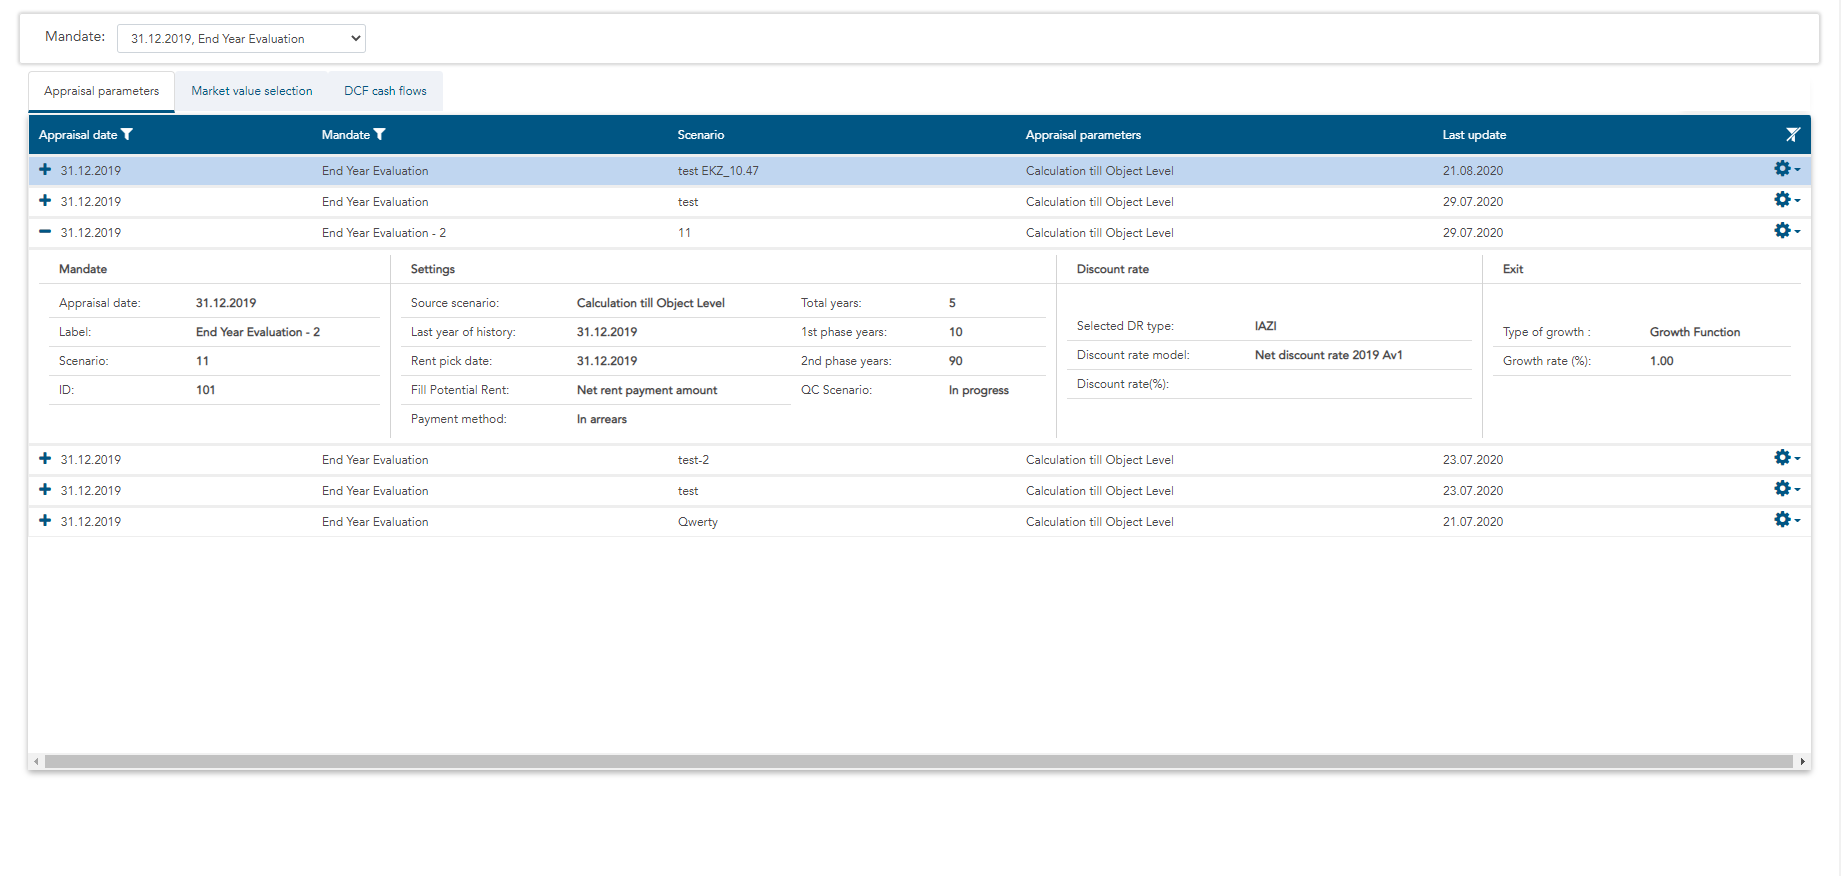 Mandate: 31.12.2019, End Year Evaluation
Appraisal parameters Market value selection DCF cash flows
Appraisal date Mandate Scenario Appraisal parameters Last update
31.12.2019 End Year Evaluation test EKZ_10.47 Calculation till Object Level 21.08.2020
31.12.2019 End Year Evaluation test Calculation till Object Level 29.07.2020
31.12.2019 End Year Evaluation - 2 11 Calculation till Object Level 29.07.2020
Mandate
Appraisal date: 31.12.2019
Label: End Year Evaluation - 2
Scenario: 11
ID: 101
Settings
Source scenario: Calculation till Object Level
Last year of history: 31.12.2019
Rent pick date: 31.12.2019
Fill Potential Rent: Net rent payment amount
Payment method: In arrears
Total years: 5
1st phase years: 10
2nd phase years: 90
QC Scenario: In progress
Discount rate
Selected DR type: IAZI
Discount rate model: Net discount rate 2019 Av1
Discount rate(%):
Exit
Type of growth : Growth Function
Growth rate (%): 1.00
31.12.2019 End Year Evaluation test-2 Calculation till Object Level 23.07.2020
31.12.2019 End Year Evaluation test Calculation till Object Level 23.07.2020
31.12.2019 End Year Evaluation Qwerty Calculation till Object Level 21.07.2020